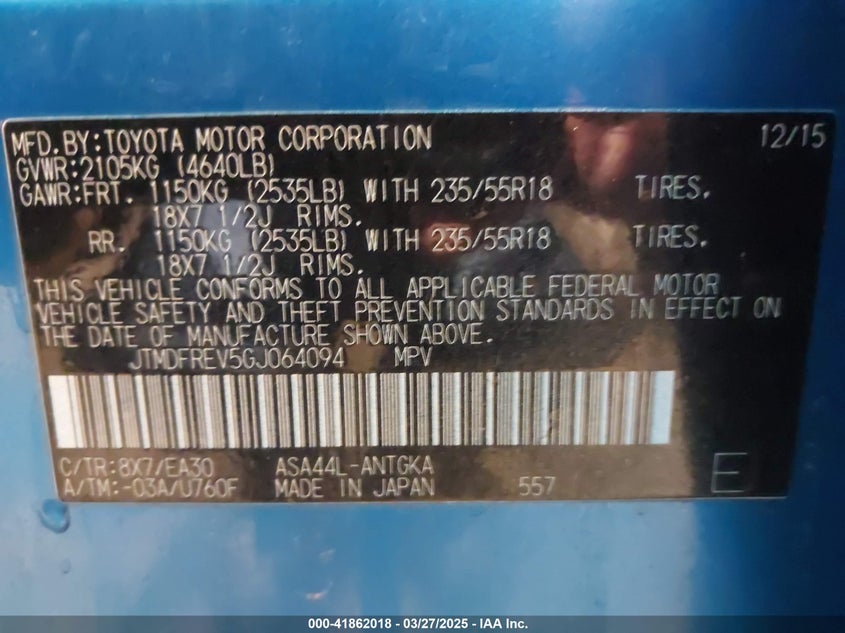 MFD.BY:TOYOTA MOTOR CORPORATION 12/15
GVWR:2105KG (4640LB)
GAWR:FRT. 1150KG (2535LB) WITH 235/55R18 TIRES.
18X7 1/2J RIMS.
RR. 1150KG (2535LB) WITH 235/55R18 TIRES.
18X7 1/2J RIMS.
THIS VEHICLE CONFORMS TO ALL APPLICABLE FEDERAL MOTOR
VEHICLE SAFETY AND THEFT PREVENTION STANDARDS IN EFFECT ON
THE DATE OF MANUFACTURE SHOWN ABOVE.
JTMDFREV5GJ064094 MPV
C/TR:8X7/EA30 ASA44L-ANTGKA
A/TM:-03A/U760F MADE IN JAPAN 557 E
000-41862018 - 03/27/2025 - IAA Inc.